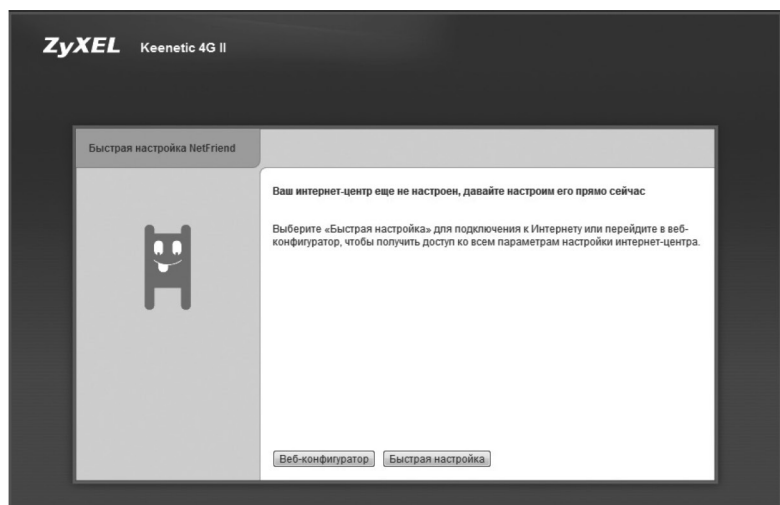 ZyXEL Keenetic 4G II
Быстрая настройка NetFriend
Ваш интернет-центр еще не настроен, давайте настроим его прямо сейчас
Выберите «Быстрая настройка» для подключения к Интернету или перейдите в веб-
конфигуратор, чтобы получить доступ ко всем параметрам настройки интернет-центра.
Веб-конфигуратор Быстрая настройка